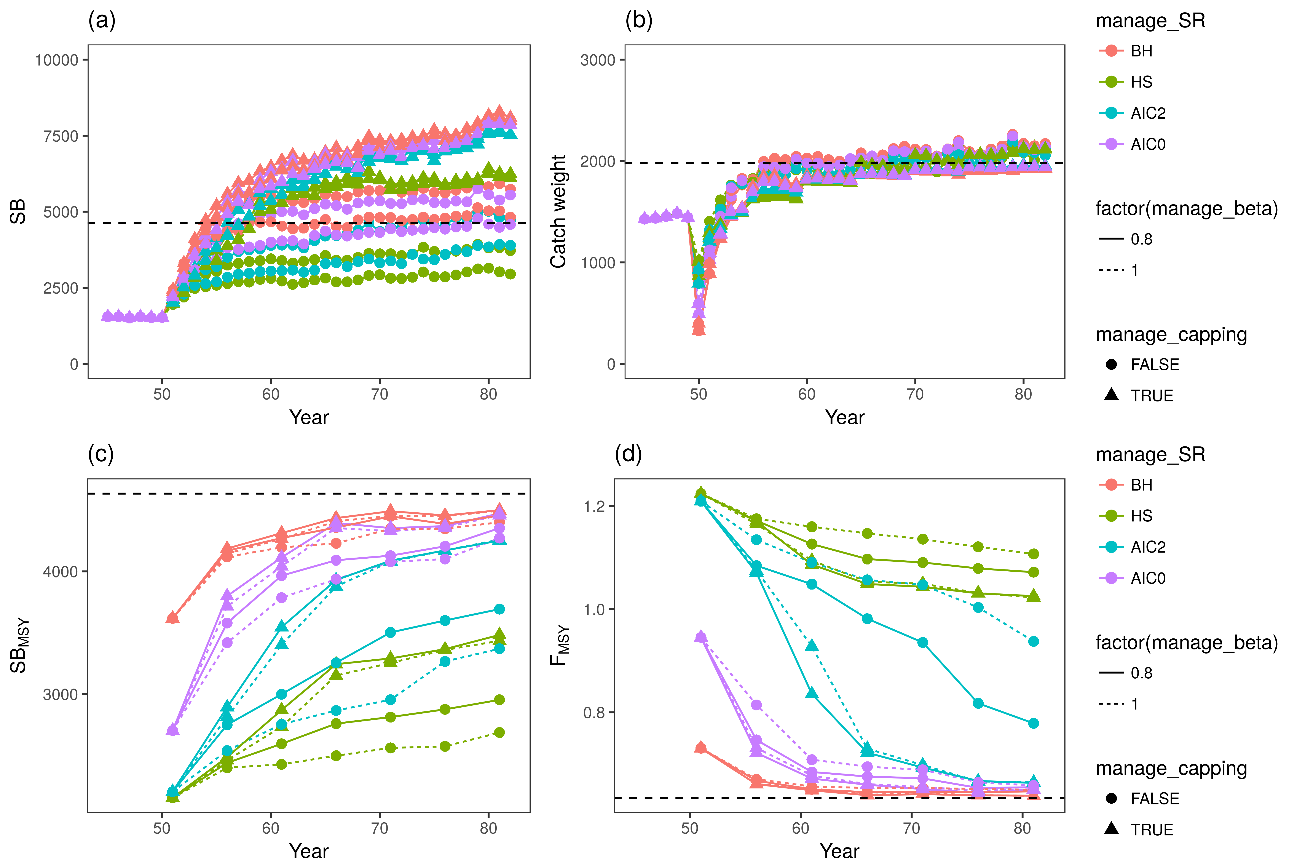 (a)
10000
7500
5000
2500
0
SB
50
60
70
80
Year
(b)
3000
2000
1000
0
Catch weight
50
60
70
80
Year
manage_SR
BH
HS
AIC2
AIC0
factor(manage_beta)
0.8
1
manage_capping
FALSE
TRUE
(c)
4000
3000
SBMSY
50
60
70
80
Year
(d)
1.2
1.0
0.8
FMSY
50
60
70
80
Year
manage_SR
BH
HS
AIC2
AIC0
factor(manage_beta)
0.8
1
manage_capping
FALSE
TRUE